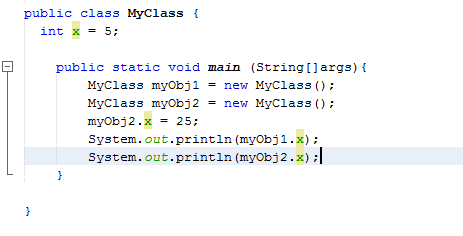 public class MyClass {
int x = 5;
public static void main (String[]args){
MyClass myObj1 = new MyClass();
MyClass myObj2 = new MyClass();
myObj2.x = 25;
System.out.println(myObj1.x);
System.out.println(myObj2.x);
}
}